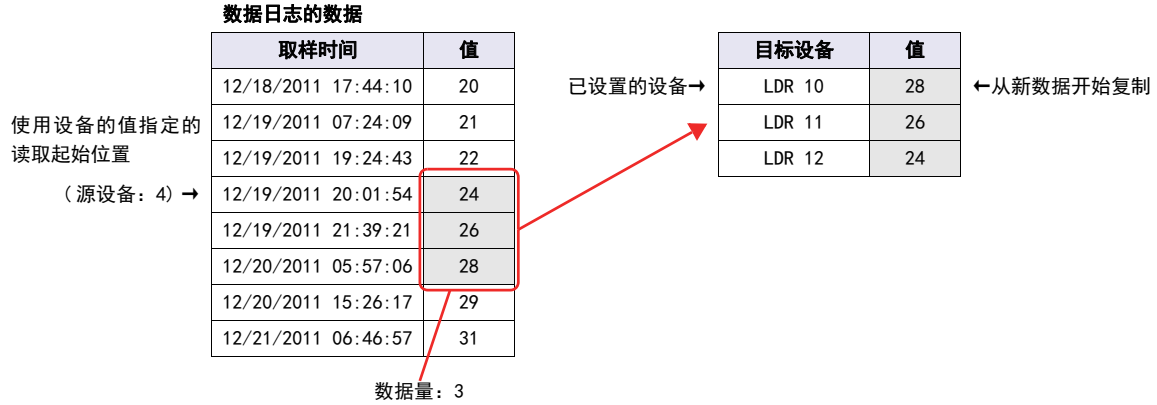 数据日志的数据
取样时间 值
12/18/2011 17:44:10 20
12/19/2011 07:24:09 21
12/19/2011 19:24:43 22
12/19/2011 20:01:54 24
12/19/2011 21:39:21 26
12/20/2011 05:57:06 28
12/20/2011 15:26:17 29
12/21/2011 06:46:57 31
使用设备的值指定的
读取起始位置
(源设备: 4) →
数据量: 3
已设置的设备→
目标设备 值
LDR 10 28
LDR 11 26
LDR 12 24
←从新数据开始复制